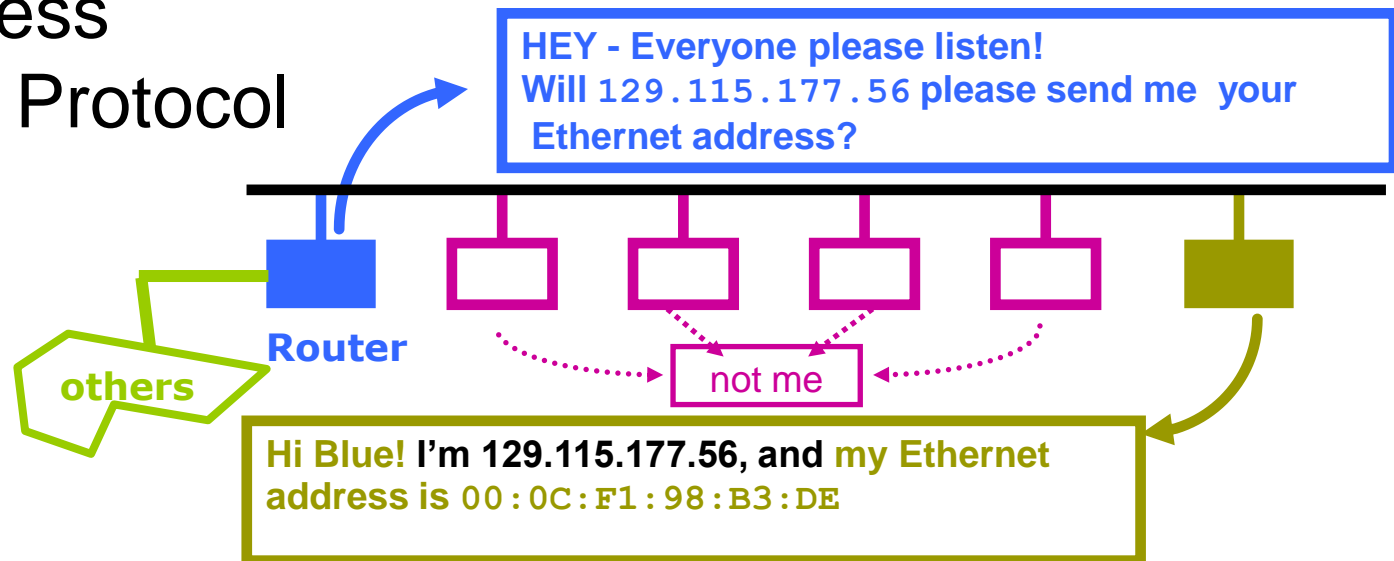 ess
Protocol
HEY - Everyone please listen!
Will 129.115.177.56 please send me your
Ethernet address?
Router
others
not me
Hi Blue! I’m 129.115.177.56, and my Ethernet
address is 00:0C:F1:98:B3:DE